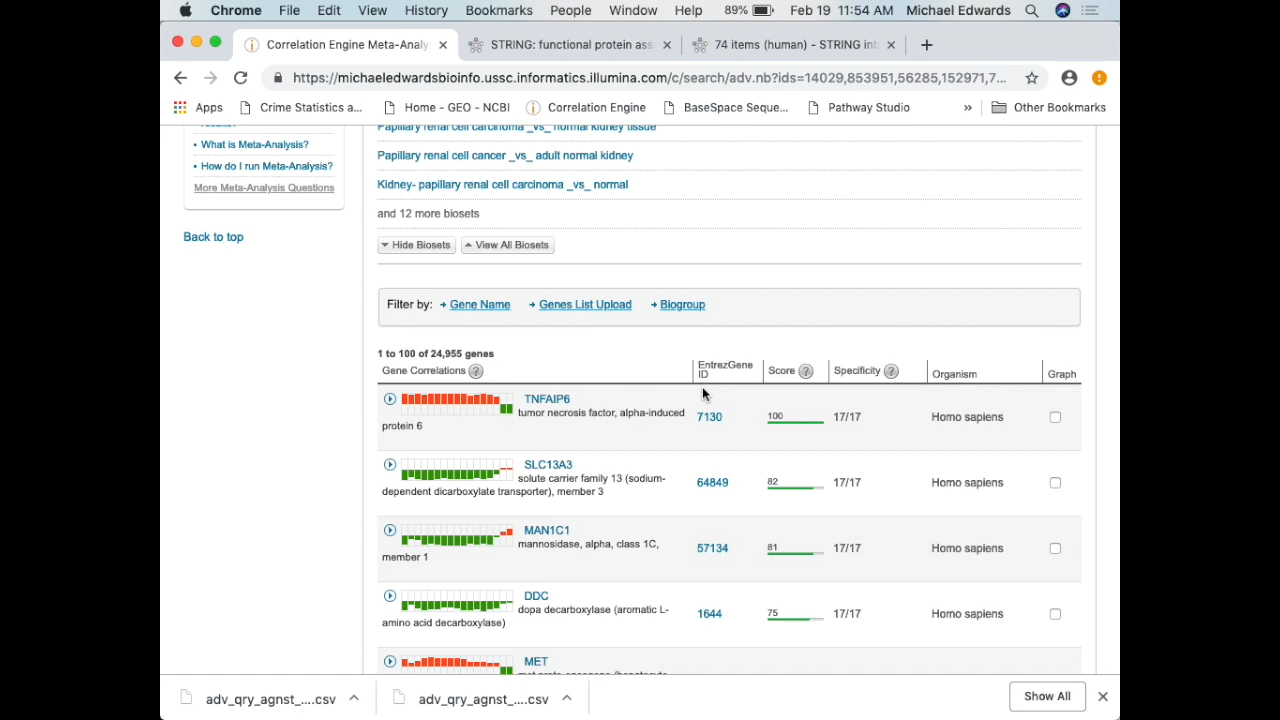 Chrome File Edit View History Bookmarks People Window Help 89% Feb 19 11:54 AM Michael Edwards
Correlation Engine Meta-Analy
STRING: functional protein ass
74 items (human) - STRING int
https://michaeledwardsbioinfo.ussc.informatics.illumina.com/c/search/adv.nb?ids=14029,853951,56285,152971,7...
Apps Crime Statistics a... Home - GEO - NCBI Correlation Engine BaseSpace Seque... Pathway Studio » Other Bookmarks
Papillary renal cell carcinoma _vs_ normal kidney tissue
• What is Meta-Analysis?
Papillary renal cell cancer _vs_ adult normal kidney
• How do I run Meta-Analysis?
More Meta-Analysis Questions
Kidney- papillary renal cell carcinoma _vs_ normal
and 12 more biosets
Back to top
Hide Biosets View All Biosets
Filter by: Gene Name Genes List Upload Biogroup
1 to 100 of 24,955 genes
Gene Correlations ? EntrezGene ID Score ? Specificity ? Organism Graph
TNFAIP6
tumor necrosis factor, alpha-induced
protein 6
7130 100 17/17 Homo sapiens
SLC13A3
solute carrier family 13 (sodium-
dependent dicarboxylate transporter), member 3
64849 82 17/17 Homo sapiens
MAN1C1
mannosidase, alpha, class 1C,
member 1
57134 81 17/17 Homo sapiens
DDC
dopa decarboxylase (aromatic L-
amino acid decarboxylase)
1644 75 17/17 Homo sapiens
MET
adv_qry_agnst_....csv adv_qry_agnst_....csv Show All